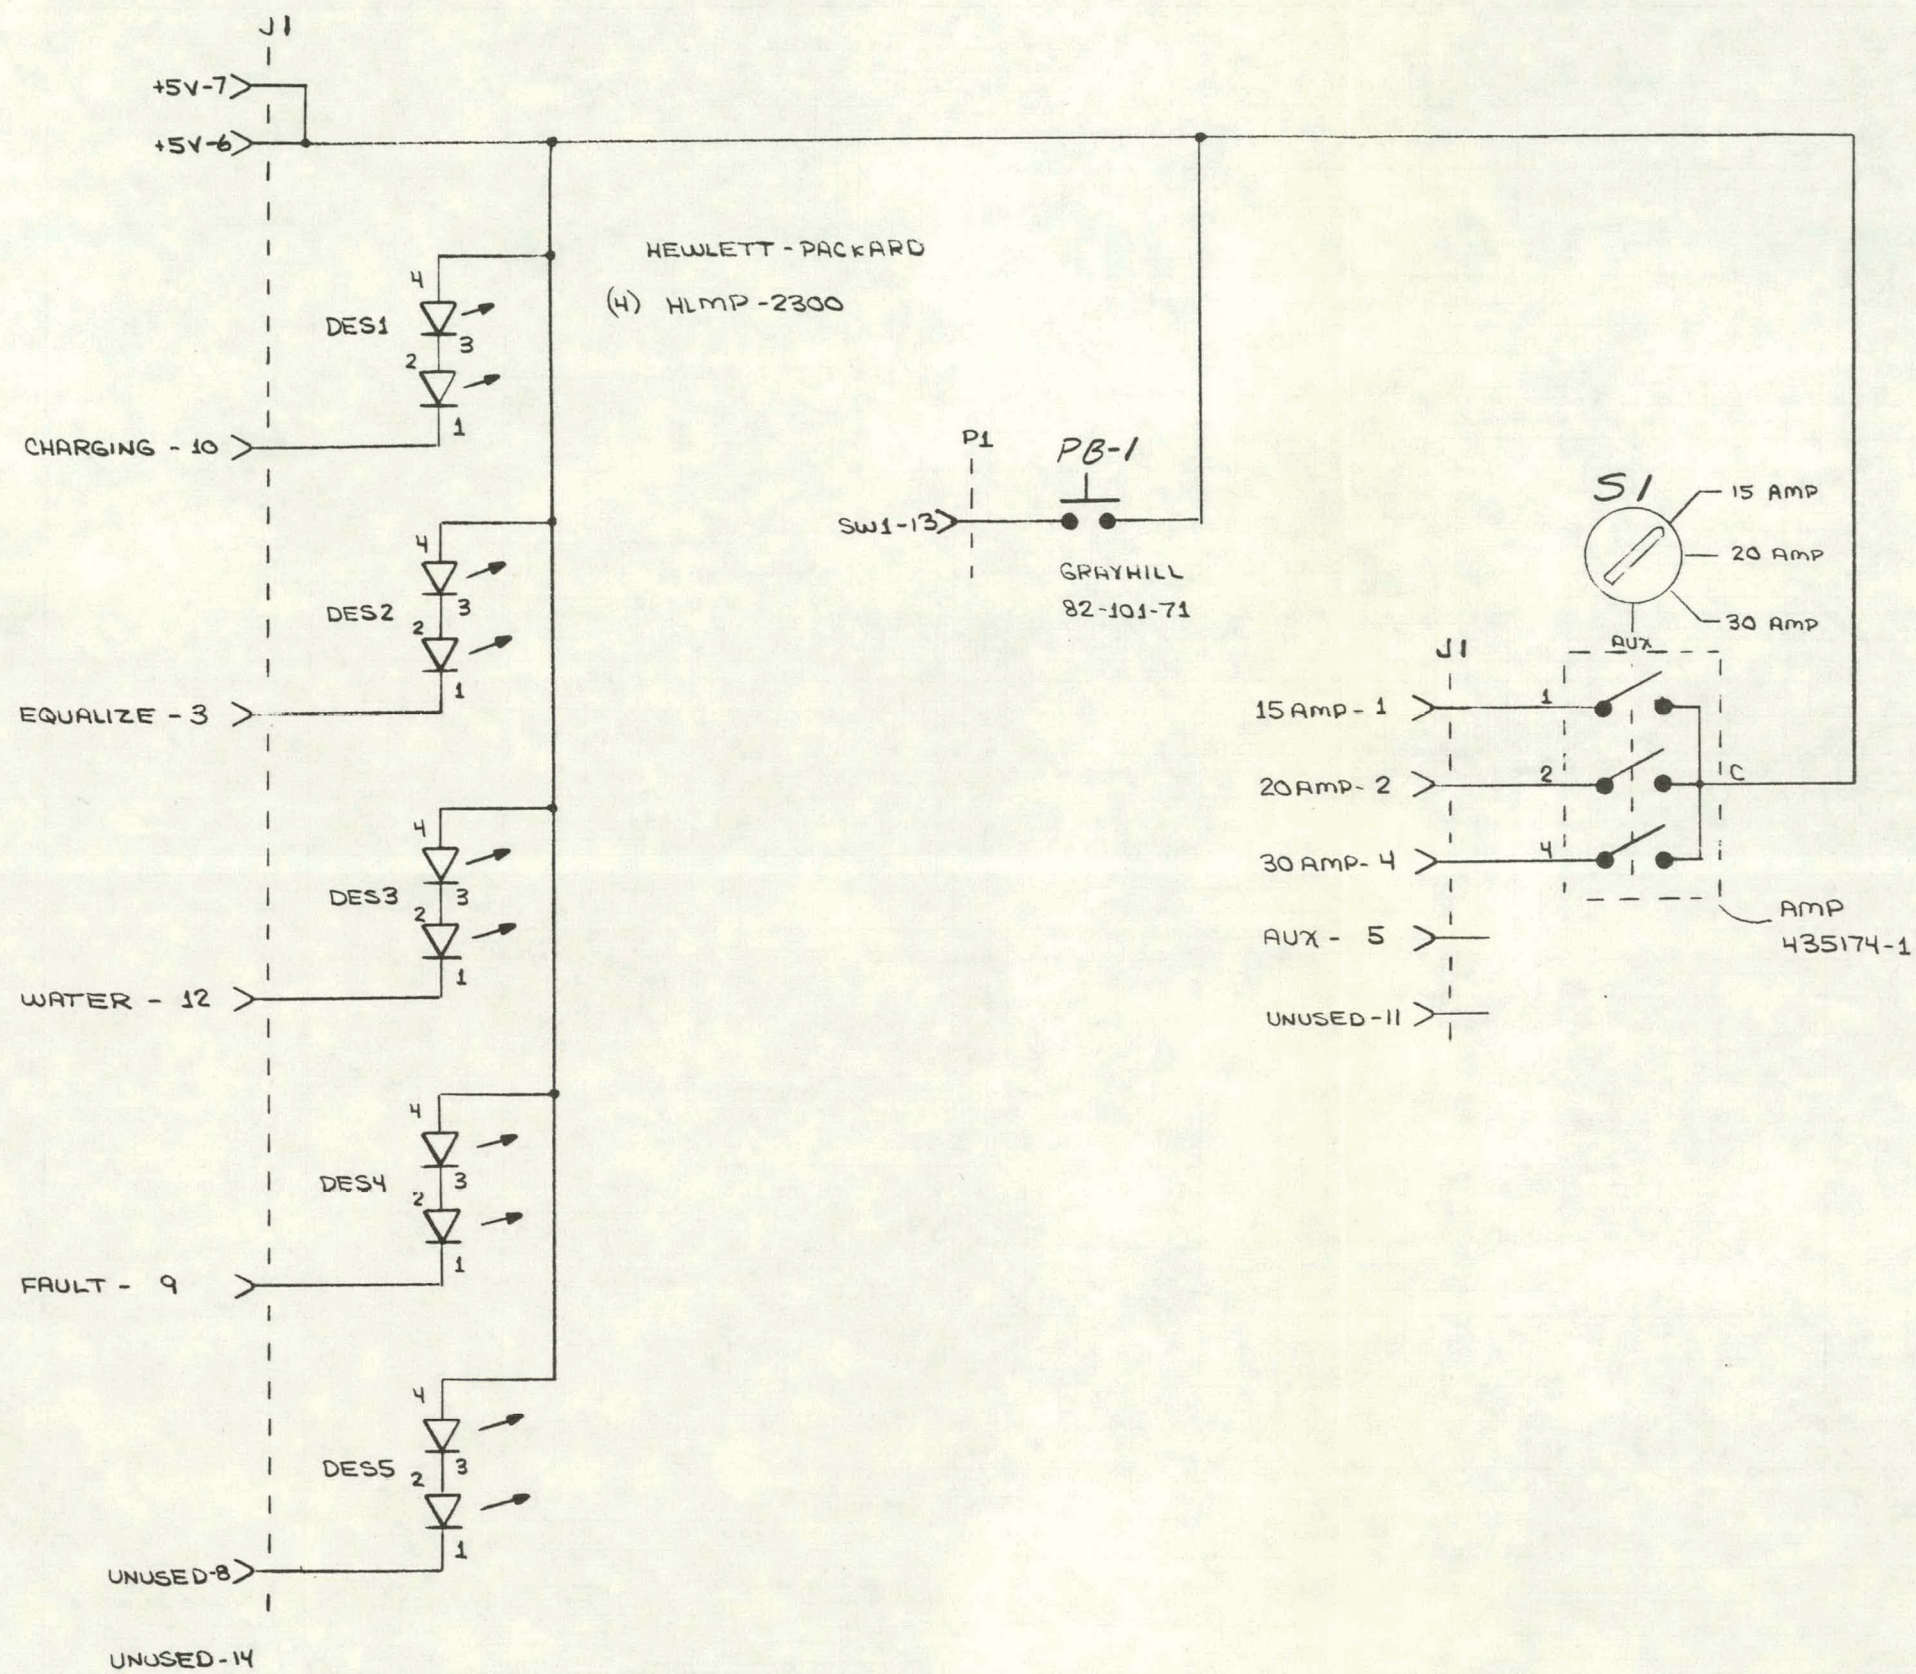 J1
+5V-7
+5V-6
HEWLETT-PACKARD
(4) HLMP-2300
4
DES1
3
2
1
CHARGING - 10
4
DES2
3
2
1
EQUALIZE - 3
4
DES3
3
2
1
WATER - 12
4
DES4
3
2
1
FAULT - 9
4
DES5
3
2
1
UNUSED-8
UNUSED-14
P1
PB-1
SW1-13
GRAYHILL
82-101-71
S1
15 AMP
20 AMP
30 AMP
AUX
J1
15 AMP- 1
1
20 AMP- 2
2
C
30 AMP- 4
4
AUX - 5
UNUSED-11
AMP
435174-1